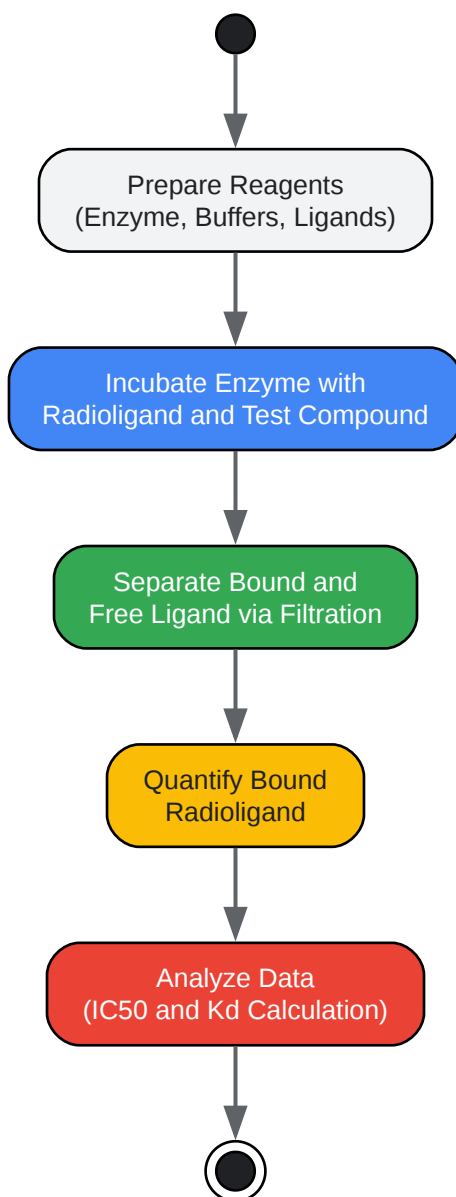 Prepare Reagents
(Enzyme, Buffers, Ligands)
Incubate Enzyme with
Radioligand and Test Compound
Separate Bound and
Free Ligand via Filtration
Quantify Bound
Radioligand
Analyze Data
(IC50 and Kd Calculation)